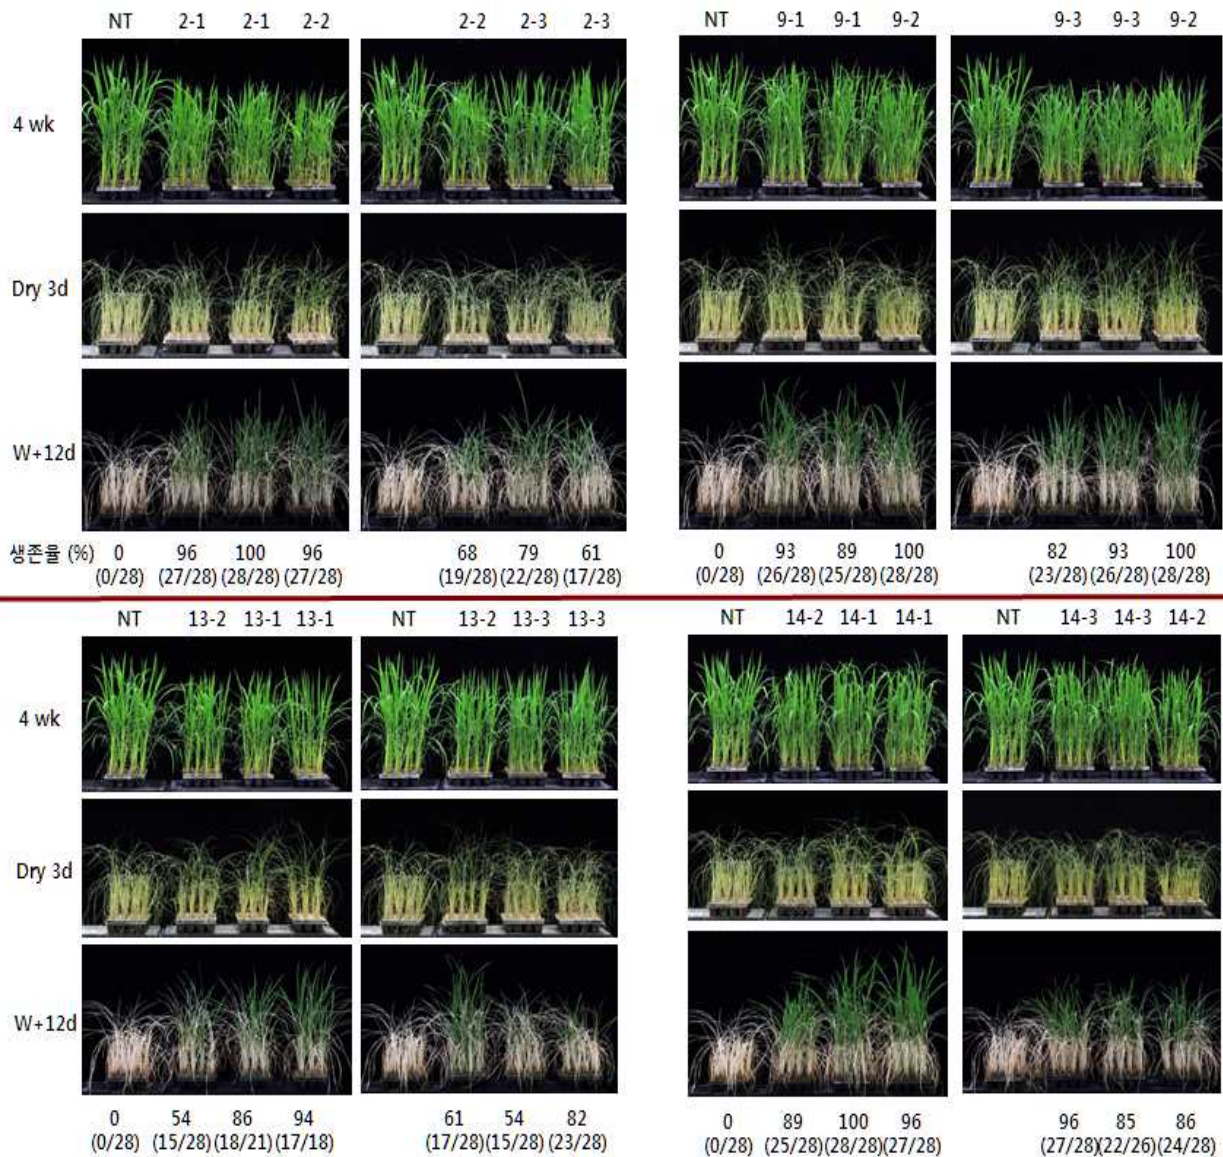 NT 2-1 2-1 2-2 2-2 2-3 2-3 NT 9-1 9-1 9-2 9-3 9-3 9-2
4 wk
Dry 3d
W+12d
생존율 (%) 0 96 100 96 68 79 61 0 93 89 100 82 93 100
(0/28) (27/28) (28/28) (27/28) (19/28) (22/28) (17/28) (0/28) (26/28) (25/28) (28/28) (23/28) (26/28) (28/28)
NT 13-2 13-1 13-1 NT 13-2 13-3 13-3 NT 14-2 14-1 14-1 NT 14-3 14-3 14-2
4 wk
Dry 3d
W+12d
0 54 86 94 61 54 82 0 89 100 96 96 85 86
(0/28) (15/28) (18/21) (17/18) (17/28) (15/28) (23/28) (0/28) (25/28) (28/28) (27/28) (27/28) (22/26) (24/28)